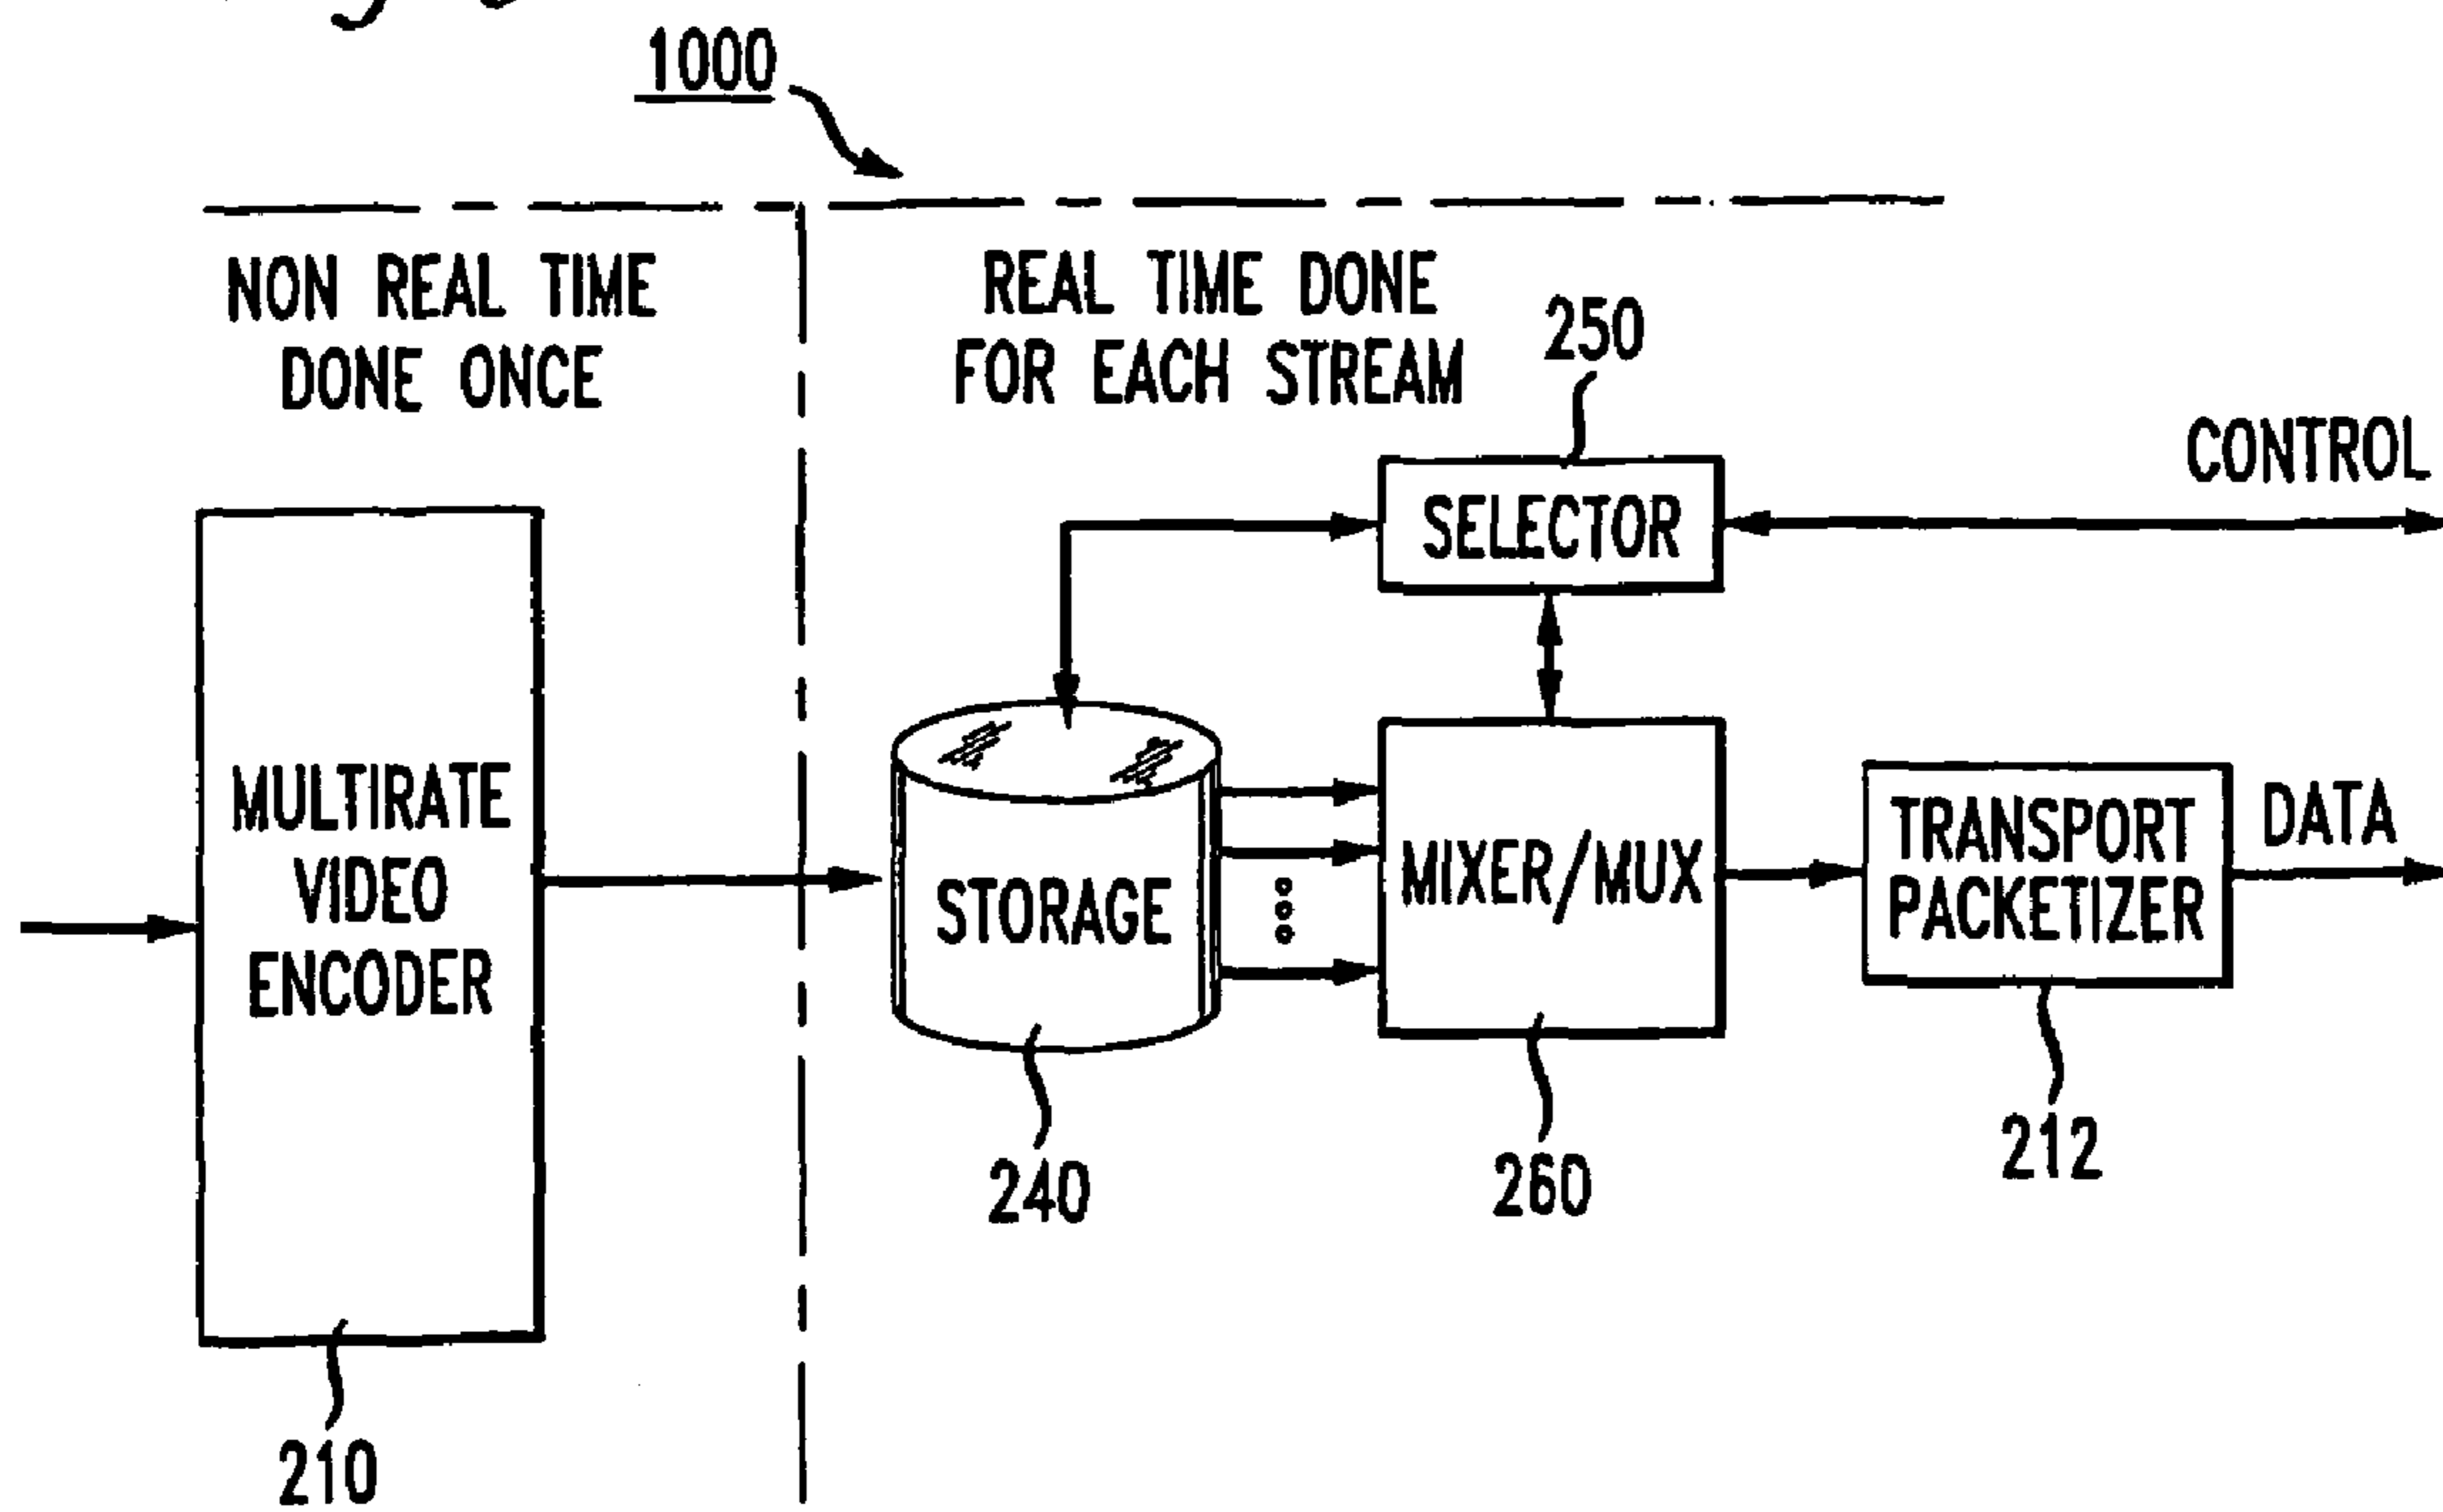 1000
NON REAL TIME
DONE ONCE
REAL TIME DONE
FOR EACH STREAM
250
SELECTOR
CONTROL
MULTIRATE
VIDEO
ENCODER
STORAGE
MIXER/MUX
TRANSPORT
PACKETIZER
DATA
240
260
212
210